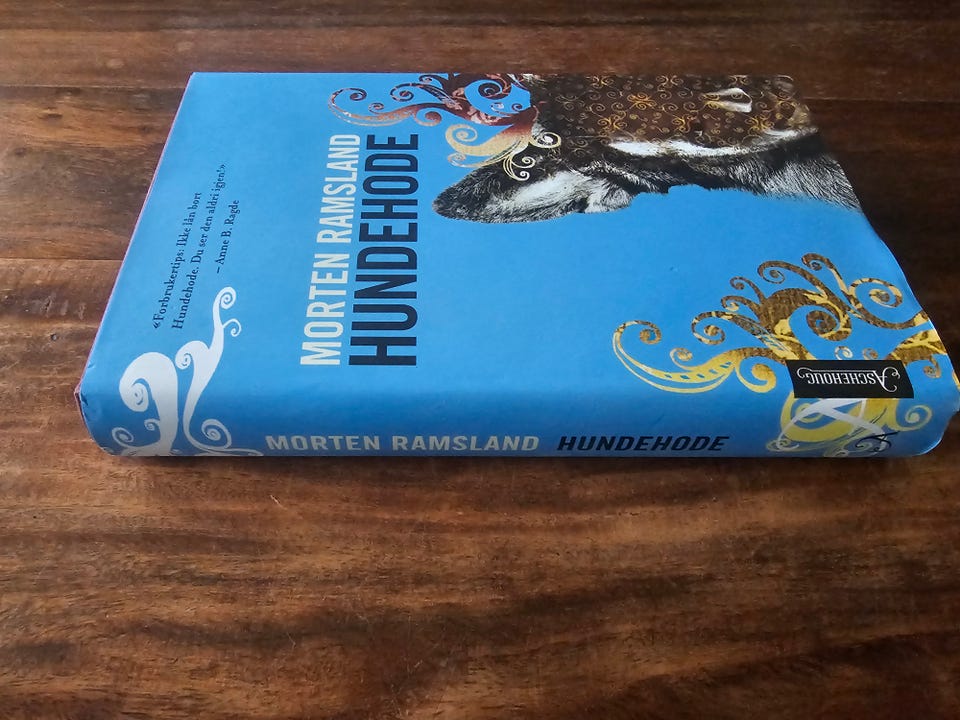 «Forbrukertips: Ikke lån bort
Hundehode. Du ser den aldri igjen!»
– Anne B. Ragde
MORTEN RAMSLAND
HUNDEHODE
ASCHEHOUG
MORTEN RAMSLAND HUNDEHODE